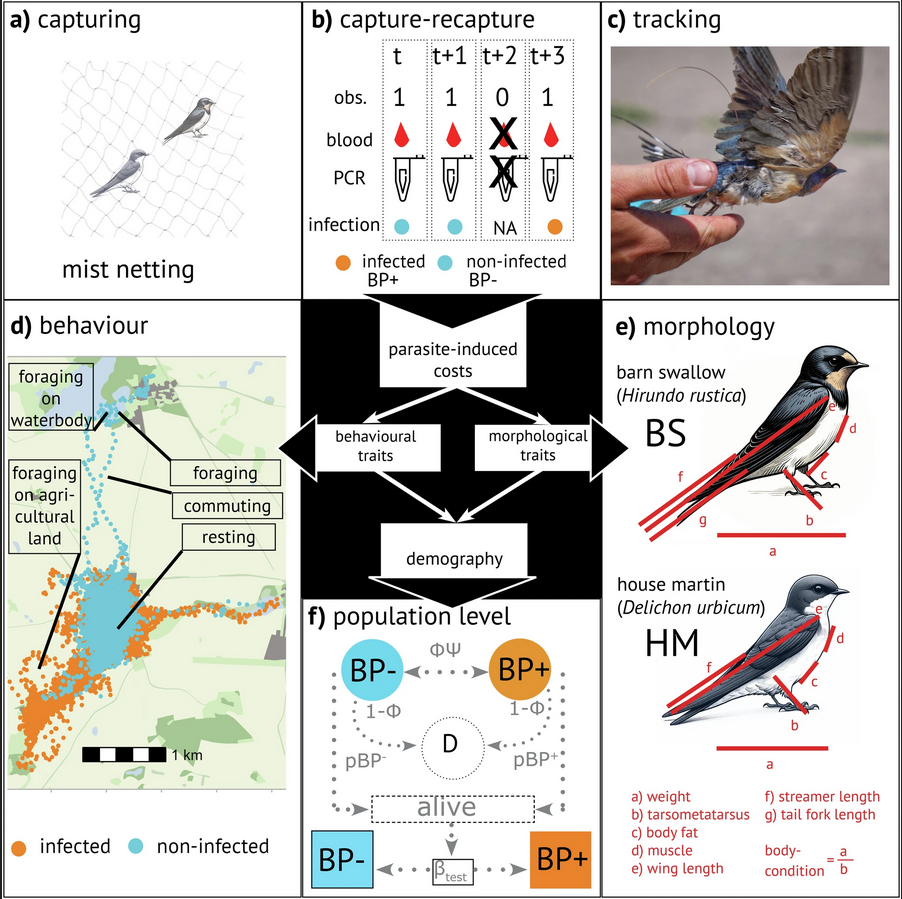 a) capturing
mist netting
b) capture-recapture
t t+1 t+2 t+3
obs. 1 1 0 1
blood X
PCR X
infection NA
infected non-infected
BP+ BP-
c) tracking
parasite-induced
costs
behavioural
traits
morphological
traits
demography
d) behaviour
foraging
on
waterbody
foraging
on agri-
cultural
land
foraging
commuting
resting
1 km
infected non-infected
e) morphology
barn swallow
(Hirundo rustica)
BS
e
d
c
f
g
b
a
house martin
(Delichon urbicum)
HM
e
d
f
c
b
a
a) weight
b) tarsometatarsus
c) body fat
d) muscle
e) wing length
f) streamer length
g) tail fork length
body-
condition = a
b
f) population level
BP- ΦΨ BP+
1-Φ 1-Φ
D
pBP- pBP+
alive
BP- βtest BP+